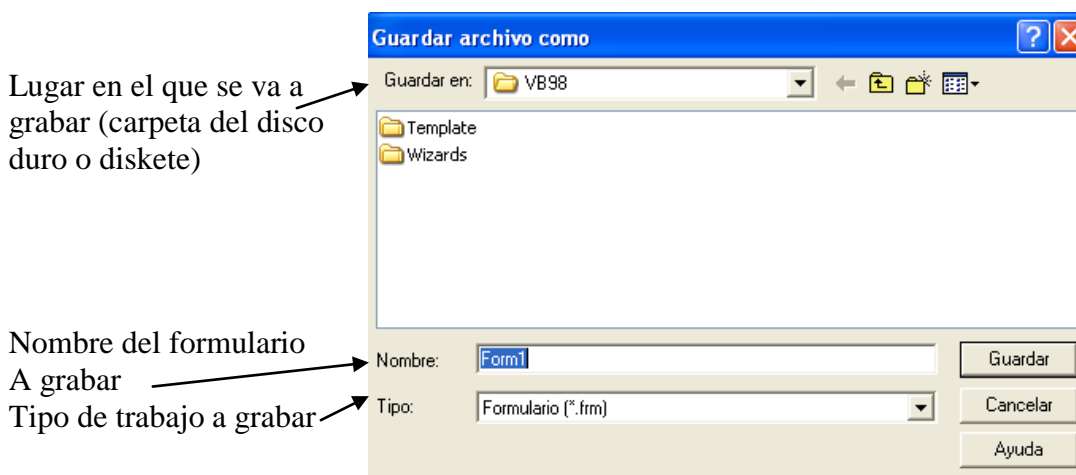 Guardar archivo como
Lugar en el que se va a
grabar (carpeta del disco
duro o diskete)
Guardar en:
VB98
Template
Wizards
Nombre del formulario
A grabar
Tipo de trabajo a grabar
Nombre:
Form1
Guardar
Tipo:
Formulario (*.frm)
Cancelar
Ayuda